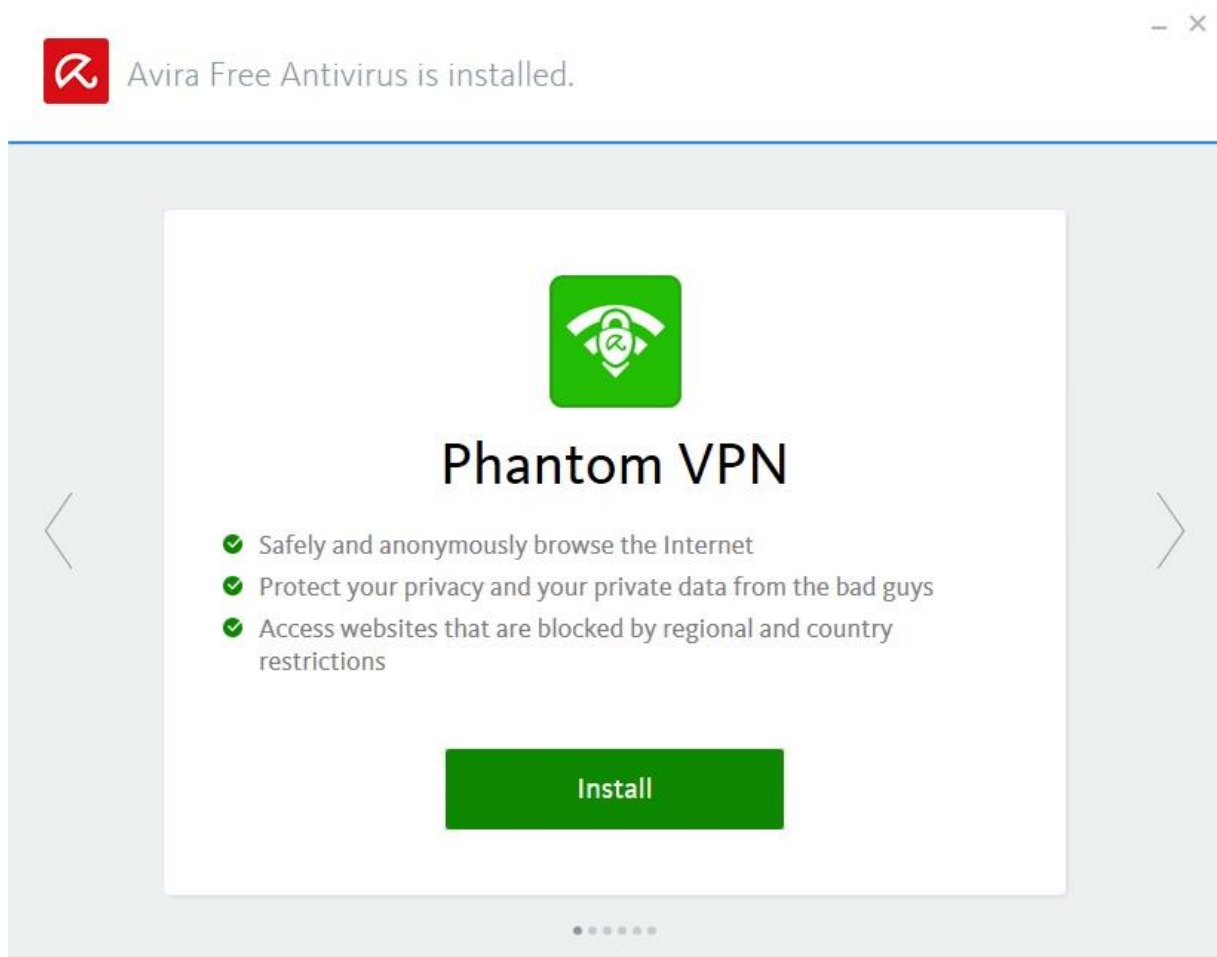 Avira Free Antivirus is installed.
Phantom VPN
Safely and anonymously browse the Internet
Protect your privacy and your private data from the bad guys
Access websites that are blocked by regional and country
restrictions
Install